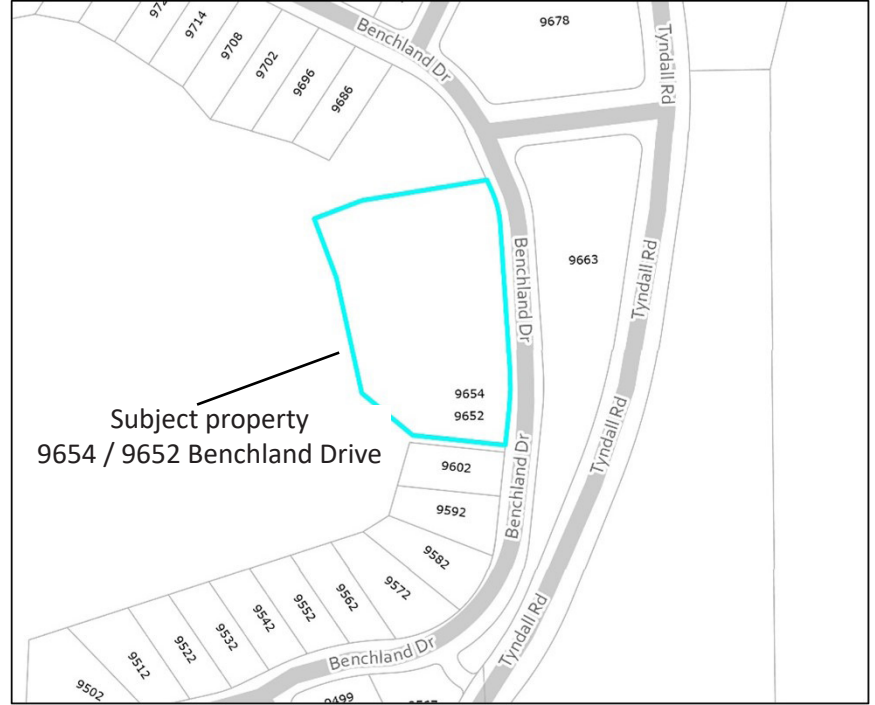 9714
9708
9702
9696
9686
Benchland Dr
9678
Tyndall Rd
Benchland Dr
9663
Tyndall Rd
9654
9652
Subject property
9654 / 9652 Benchland Drive
Tyndall Rd
Benchland Dr
9602
9592
9582
9572
9562
9552
9542
9532
9522
9512
9502
Benchland Dr
Tyndall Rd
9499